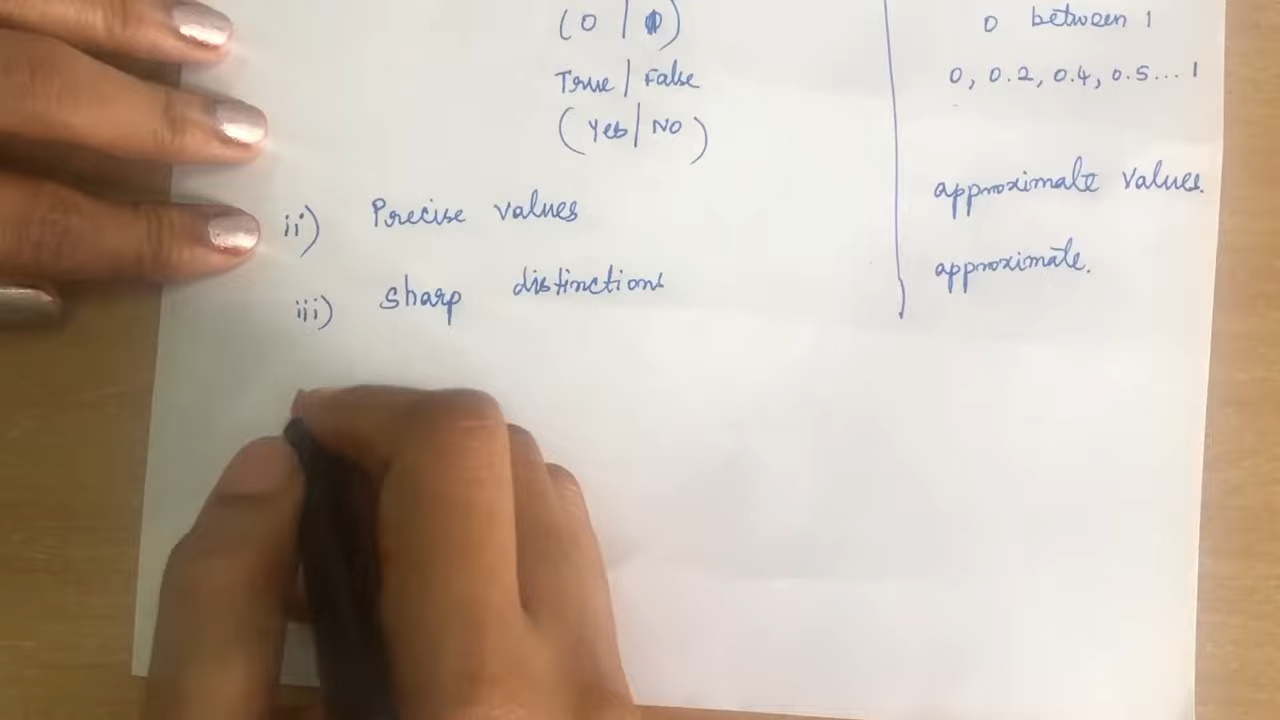 (0 | 1)
True | False
(Yes | No)
ii) Precise values
iii) sharp distinctions
0 between 1
0, 0.2, 0.4, 0.5... 1
approximate values.
approximate.